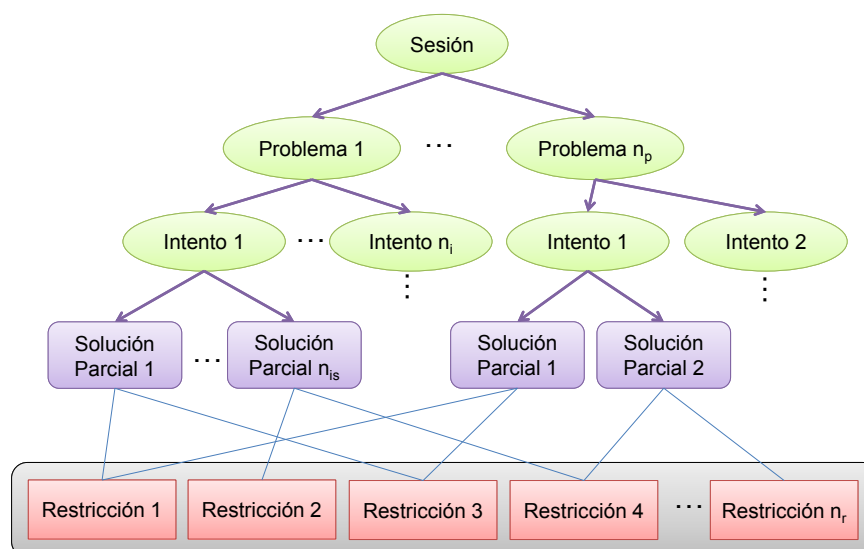 Sesión
Problema 1
...
Problema np
Intento 1
...
Intento ni
Intento 1
Intento 2
...
...
Solución
Parcial 1
...
Solución
Parcial nis
Solución
Parcial 1
Solución
Parcial 2
Restricción 1
Restricción 2
Restricción 3
Restricción 4
...
Restricción nr